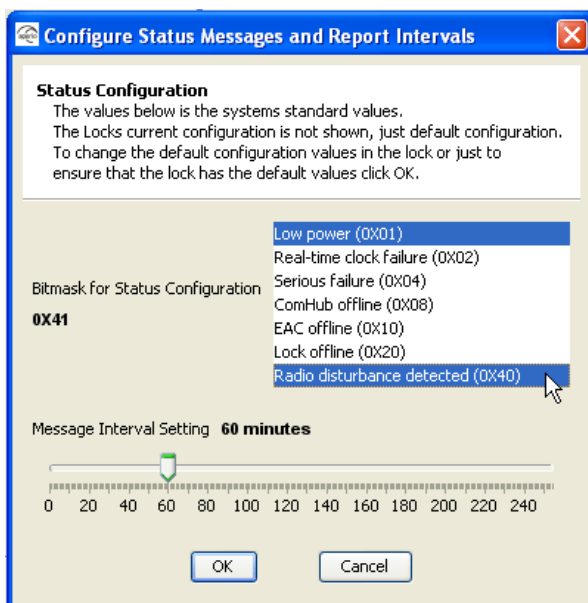 Configure Status Messages and Report Intervals
Status Configuration
The values below is the systems standard values.
The Locks current configuration is not shown, just default configuration.
To change the default configuration values in the lock or just to
ensure that the lock has the default values click OK.
Low power (0X01)
Real-time clock failure (0X02)
Serious failure (0X04)
Bitmask for Status Configuration
ComHub offline (0X08)
0X41
EAC offline (0X10)
Lock offline (0X20)
Radio disturbance detected (0X40)
Message Interval Setting 60 minutes
0 20 40 60 80 100 120 140 160 180 200 220 240
OK Cancel